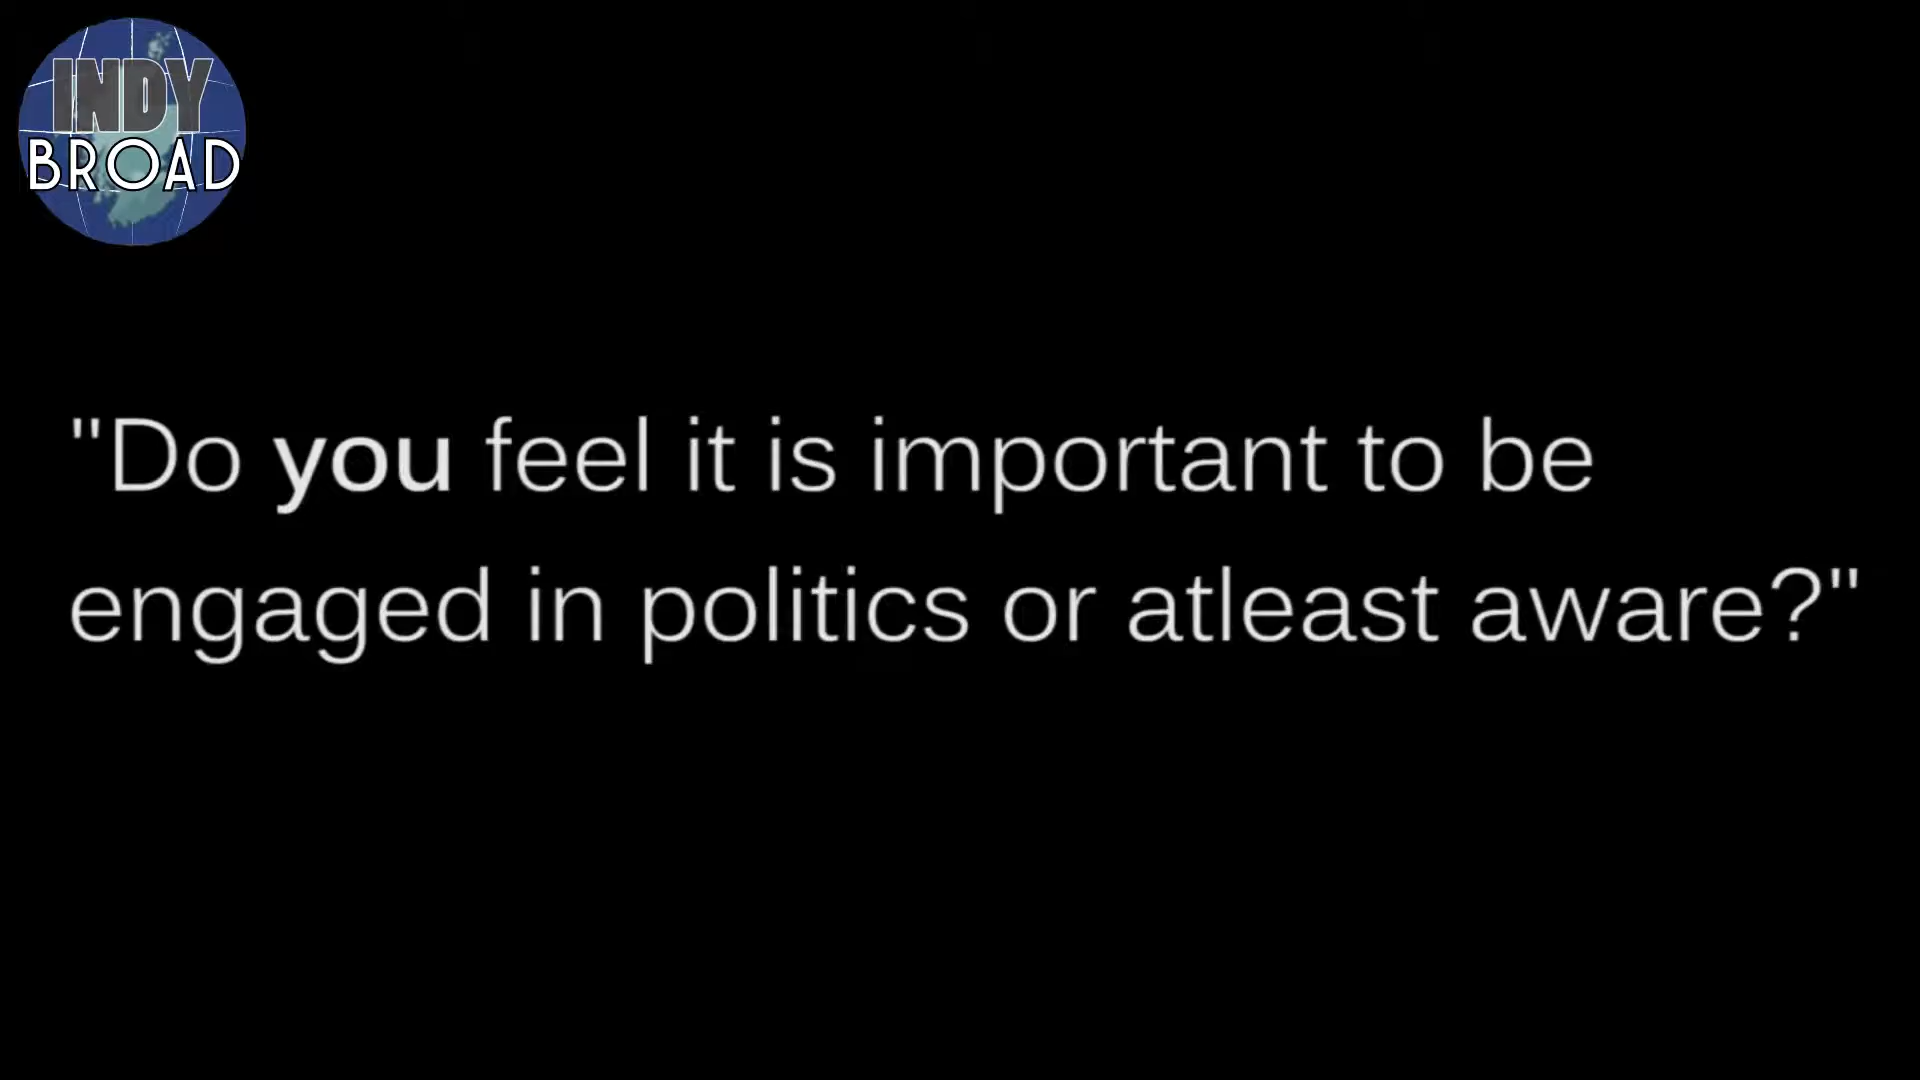 INDY
BROAD
"Do you feel it is important to be
engaged in politics or atleast aware?"